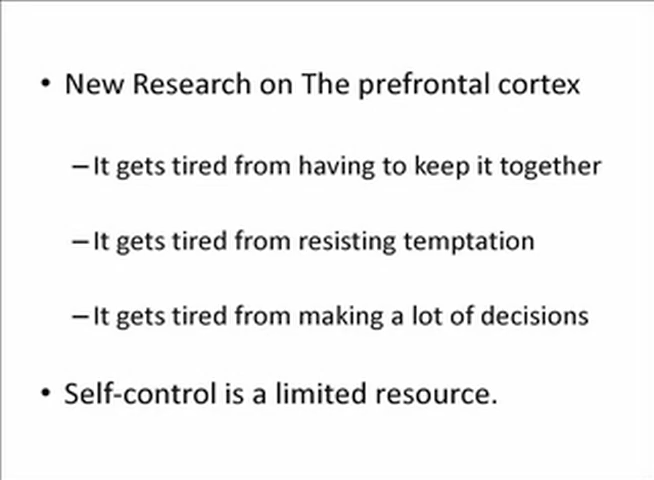 • New Research on The prefrontal cortex
– It gets tired from having to keep it together
– It gets tired from resisting temptation
– It gets tired from making a lot of decisions
• Self-control is a limited resource.